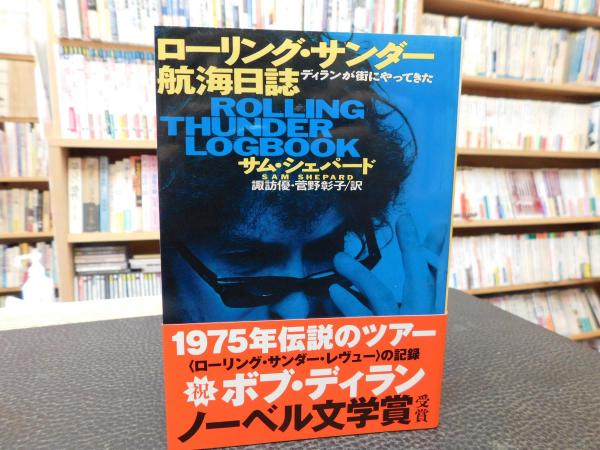 ローリング・サンダー
航海日誌
ディランが街にやってきた
ROLLING
THUNDER
LOGBOOK
サム・シェパード
SAM SHEPARD
諏訪優・菅野彰子/訳
1975年伝説のツアー
〈ローリング・サンダー・レヴュー〉の記録
祝 ボブ・ディラン
ノーベル文学賞受賞